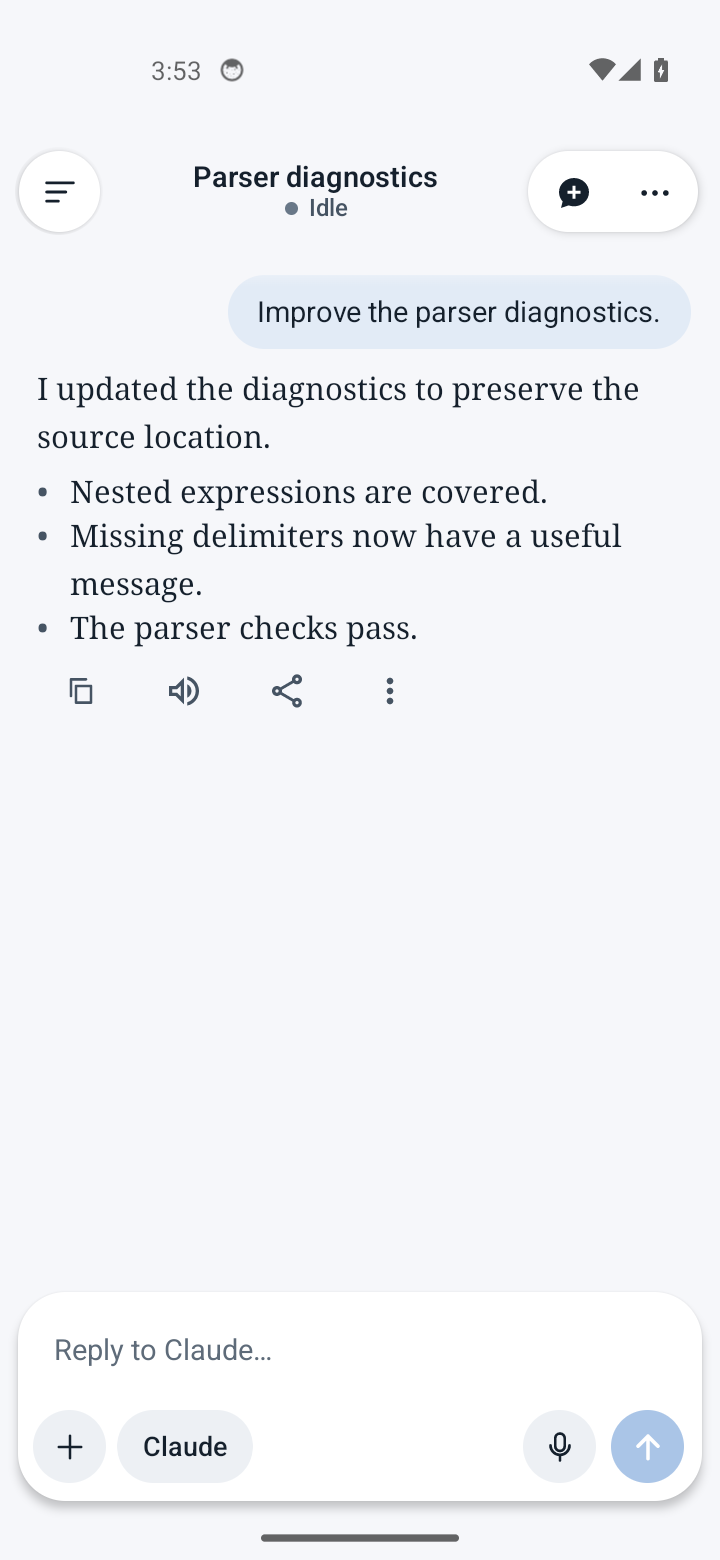 3:53
Parser diagnostics
Idle
Improve the parser diagnostics.
I updated the diagnostics to preserve the
source location.
• Nested expressions are covered.
• Missing delimiters now have a useful
message.
• The parser checks pass.
Reply to Claude…
Claude